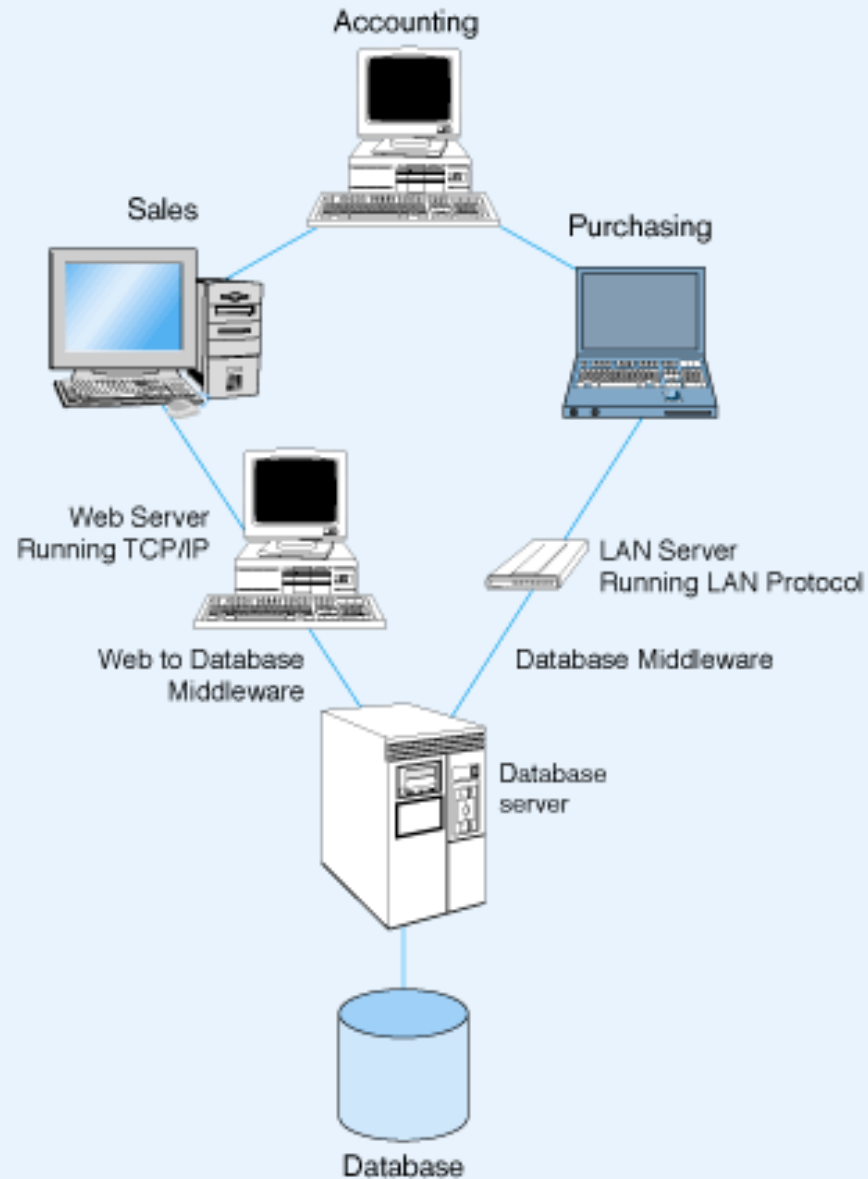 Accounting
Sales
Purchasing
Web Server
Running TCP/IP
LAN Server
Running LAN Protocol
Web to Database
Middleware
Database Middleware
Database
server
Database